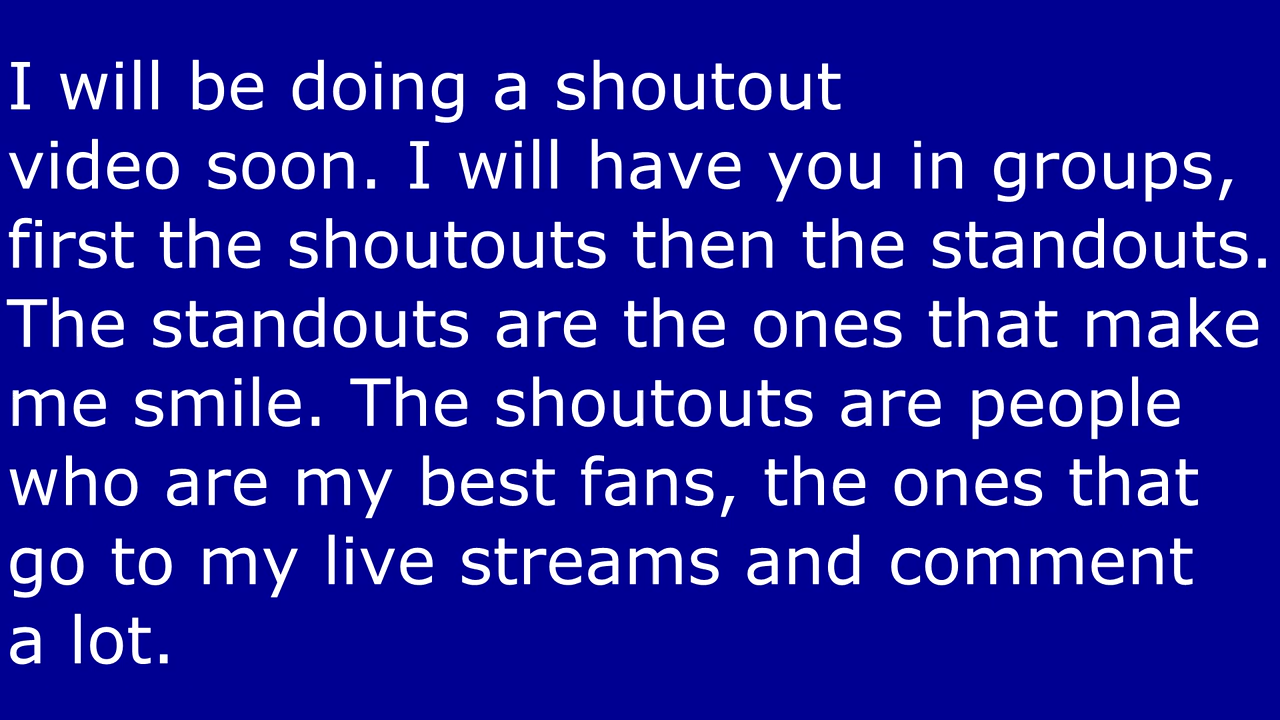 I will be doing a shoutout
video soon. I will have you in groups,
first the shoutouts then the standouts.
The standouts are the ones that make
me smile. The shoutouts are people
who are my best fans, the ones that
go to my live streams and comment
a lot.